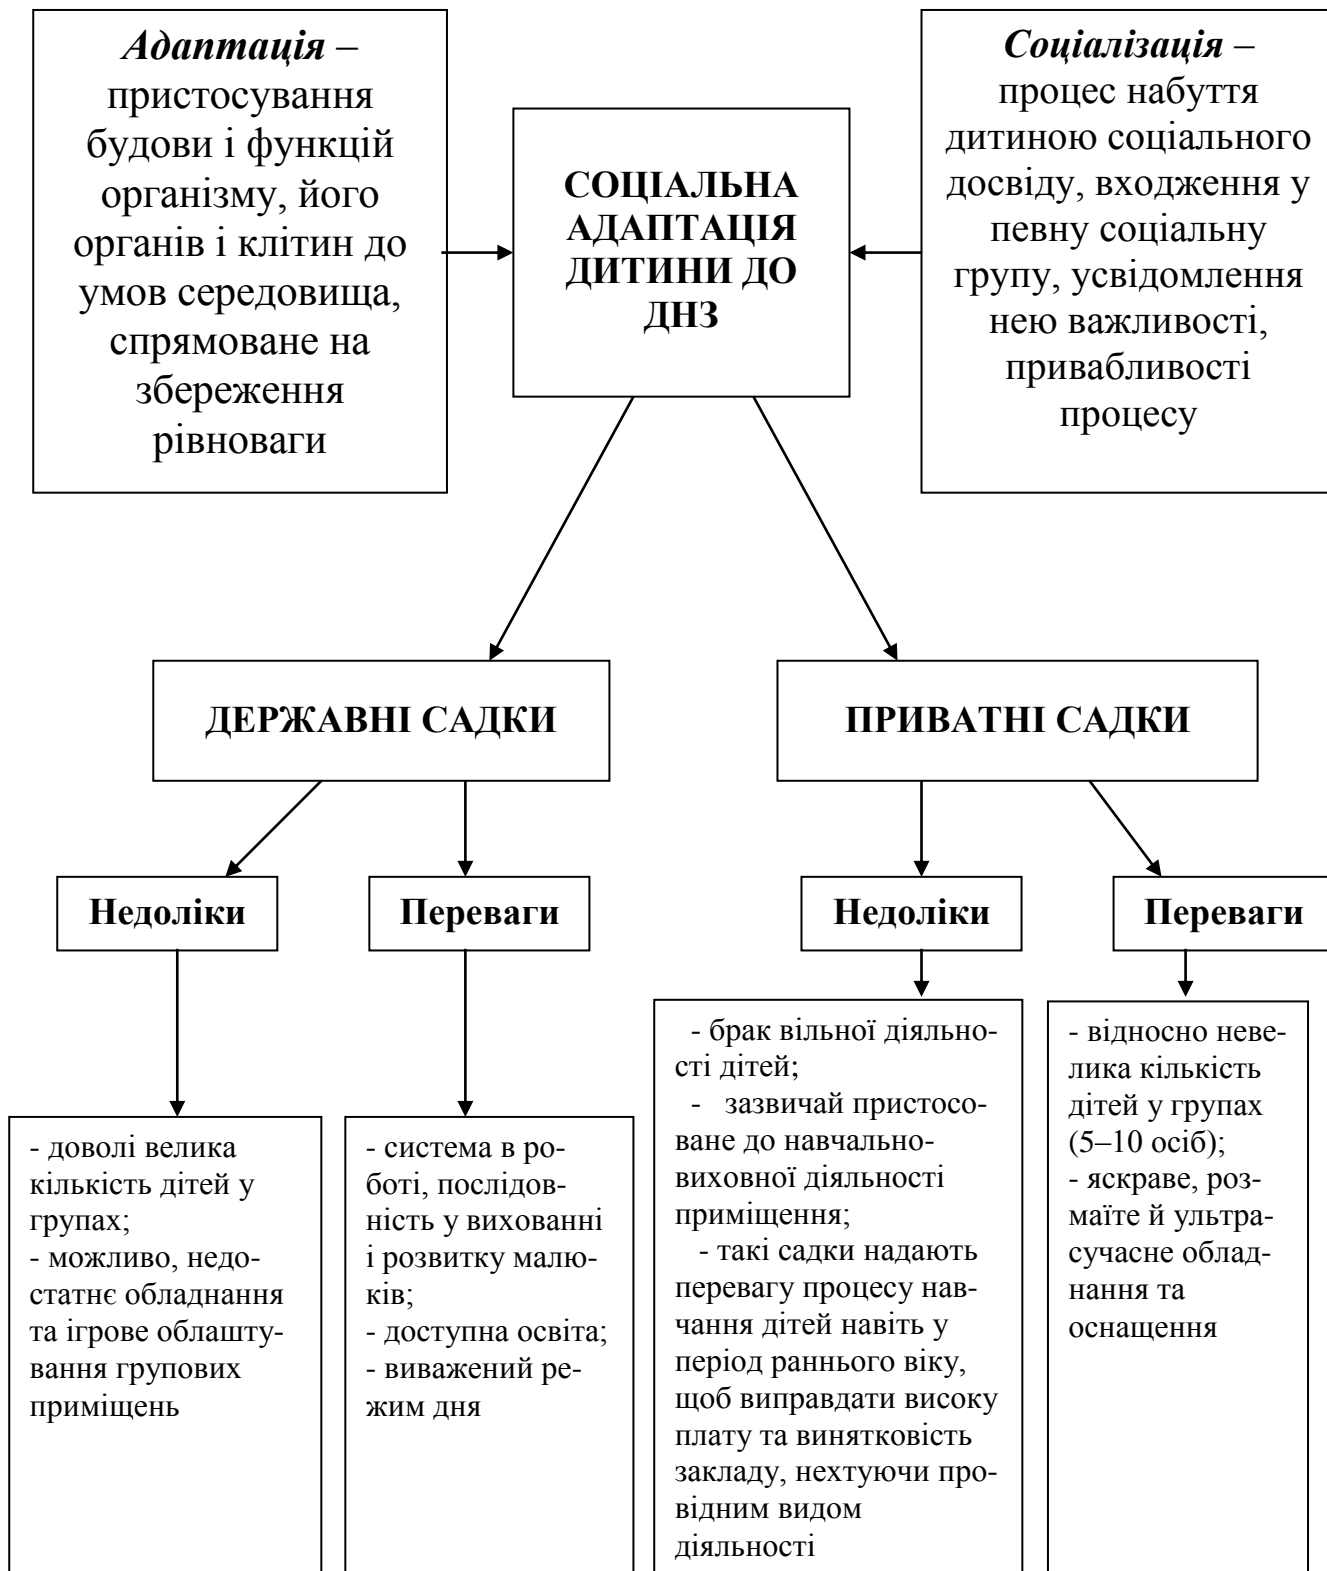 Адаптація –
пристосування
будови і функцій
організму, його
органів і клітин до
умов середовища,
спрямоване на
збереження
рівноваги
СОЦІАЛЬНА
АДАПТАЦІЯ
ДИТИНИ ДО
ДНЗ
Соціалізація –
процес набуття
дитиною соціального
досвіду, входження у
певну соціальну
групу, усвідомлення
нею важливості,
привабливості
процесу
ДЕРЖАВНІ САДКИ
ПРИВАТНІ САДКИ
Недоліки
Переваги
Недоліки
Переваги
- доволі велика
кількість дітей у
групах;
- можливо, недо-
статнє обладнання
та ігрове облашту-
вання групових
приміщень
- система в ро-
боті, послідов-
ність у вихованні
і розвитку малю-
ків;
- доступна освіта;
- виважений ре-
жим дня
- брак вільної діяльно-
сті дітей;
- зазвичай пристосо-
ване до навчально-
виховної діяльності
приміщення;
- такі садки надають
перевагу процесу нав-
чання дітей навіть у
період раннього віку,
щоб виправдати високу
плату та винятковість
закладу, нехтуючи про-
відним видом
діяльності
- відносно неве-
лика кількість
дітей у групах
(5–10 осіб);
- яскраве, роз-
маїте й ультра-
сучасне облад-
нання та
оснащення